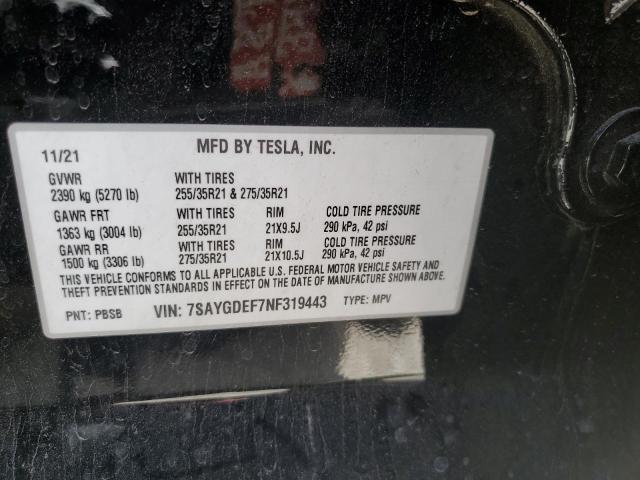 MFD BY TESLA, INC.
11/21
GVWR WITH TIRES
2390 kg (5270 lb) 255/35R21 & 275/35R21
GAWR FRT WITH TIRES RIM COLD TIRE PRESSURE
1363 kg (3004 lb) 255/35R21 21X9.5J 290 kPa, 42 psi
GAWR RR WITH TIRES RIM COLD TIRE PRESSURE
1500 kg (3306 lb) 275/35R21 21X10.5J 290 kPa, 42 psi
THIS VEHICLE CONFORMS TO ALL APPLICABLE U.S. FEDERAL MOTOR VEHICLE SAFETY AND
THEFT PREVENTION STANDARDS IN EFFECT ON THE DATE OF MANUFACTURE SHOWN ABOVE.
PNT: PBSB VIN: 7SAYGDEF7NF319443 TYPE: MPV